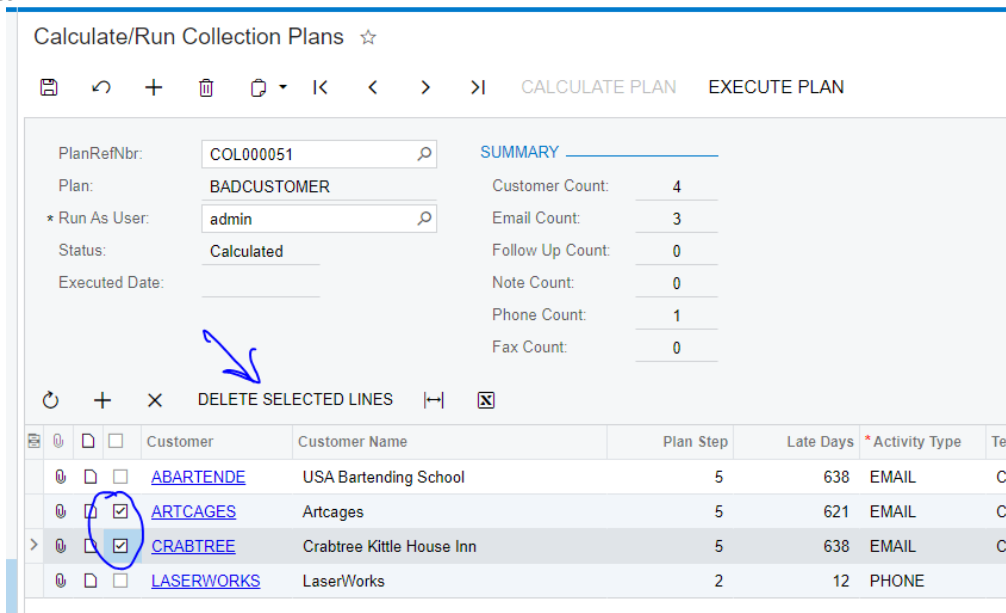 Calculate/Run Collection Plans
CALCULATE PLAN EXECUTE PLAN
PlanRefNbr: COL000051
Plan: BADCUSTOMER
* Run As User: admin
Status: Calculated
Executed Date:
SUMMARY
Customer Count: 4
Email Count: 3
Follow Up Count: 0
Note Count: 0
Phone Count: 1
Fax Count: 0
DELETE SELECTED LINES
Customer Customer Name Plan Step Late Days * Activity Type
ABARTENDE USA Bartending School 5 638 EMAIL
ARTCAGES Artcages 5 621 EMAIL
CRABTREE Crabtree Kittle House Inn 5 638 EMAIL
LASERWORKS LaserWorks 2 12 PHONE